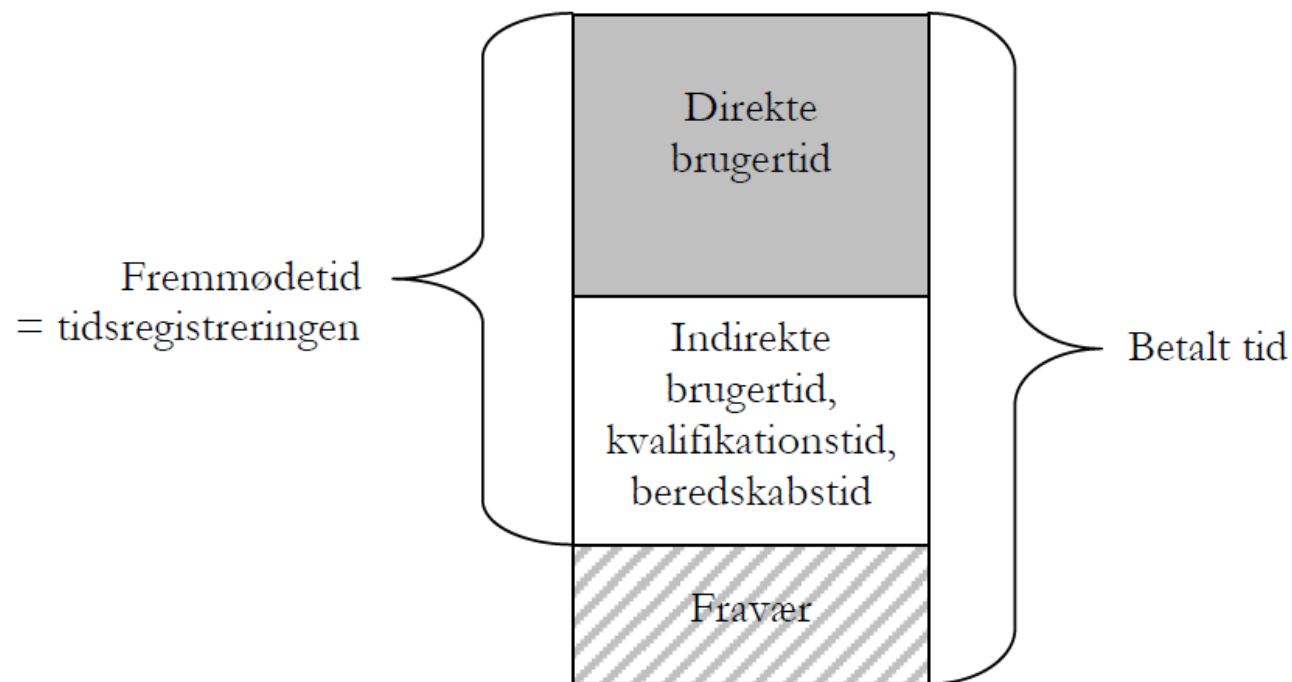 Direkte
brugertid
Fremmødetid
= tidsregistreringen
Indirekte
brugertid,
kvalifikationstid,
beredskabstid
Betalt tid
Fravær